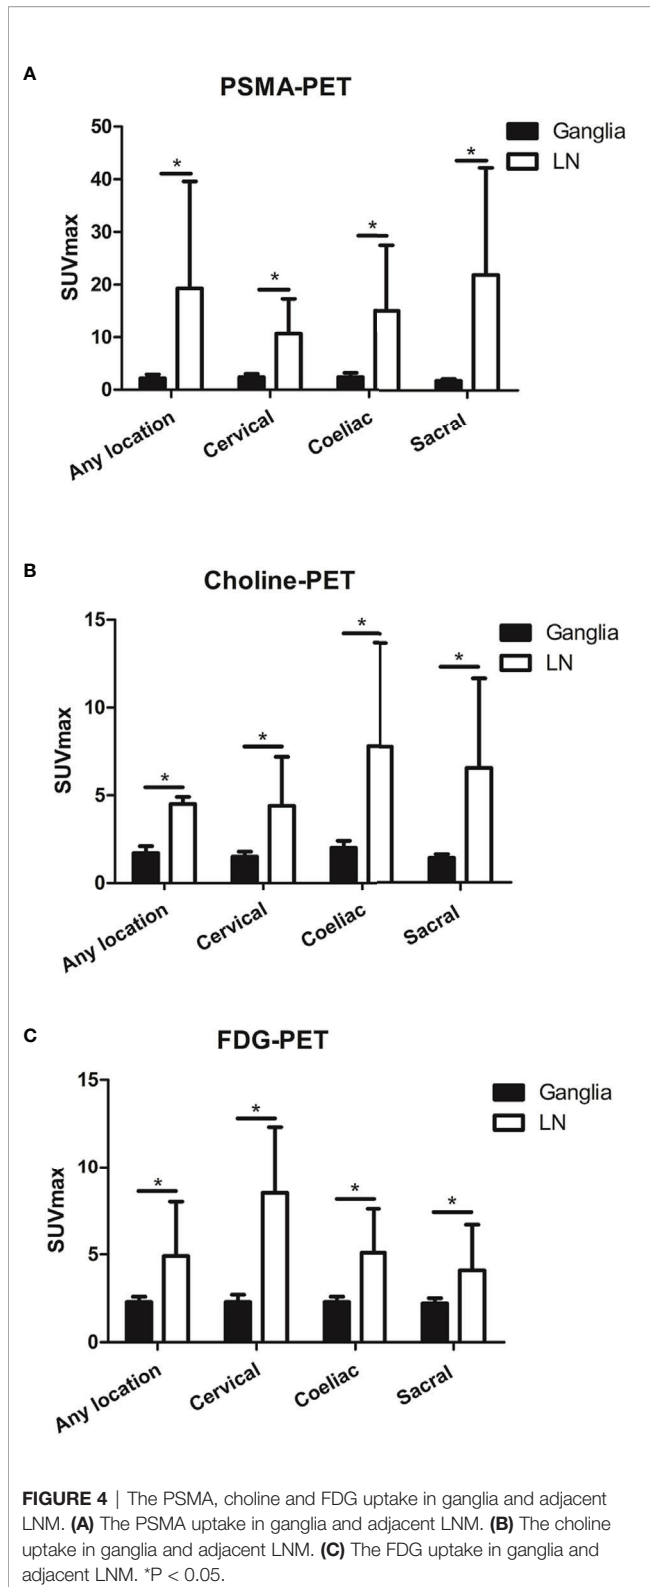 A
PSMA-PET
Ganglia
LN
50
40
30
20
10
0
SUVmax
*
*
*
*
Any location
Cervical
Coeliac
Sacral
B
Choline-PET
Ganglia
LN
15
10
5
0
SUVmax
*
*
*
*
Any location
Cervical
Coeliac
Sacral
C
FDG-PET
Ganglia
LN
15
10
5
0
SUVmax
*
*
*
*
Any location
Cervical
Coeliac
Sacral
FIGURE 4 | The PSMA, choline and FDG uptake in ganglia and adjacent
LNM. (A) The PSMA uptake in ganglia and adjacent LNM. (B) The choline
uptake in ganglia and adjacent LNM. (C) The FDG uptake in ganglia and
adjacent LNM. *P < 0.05.